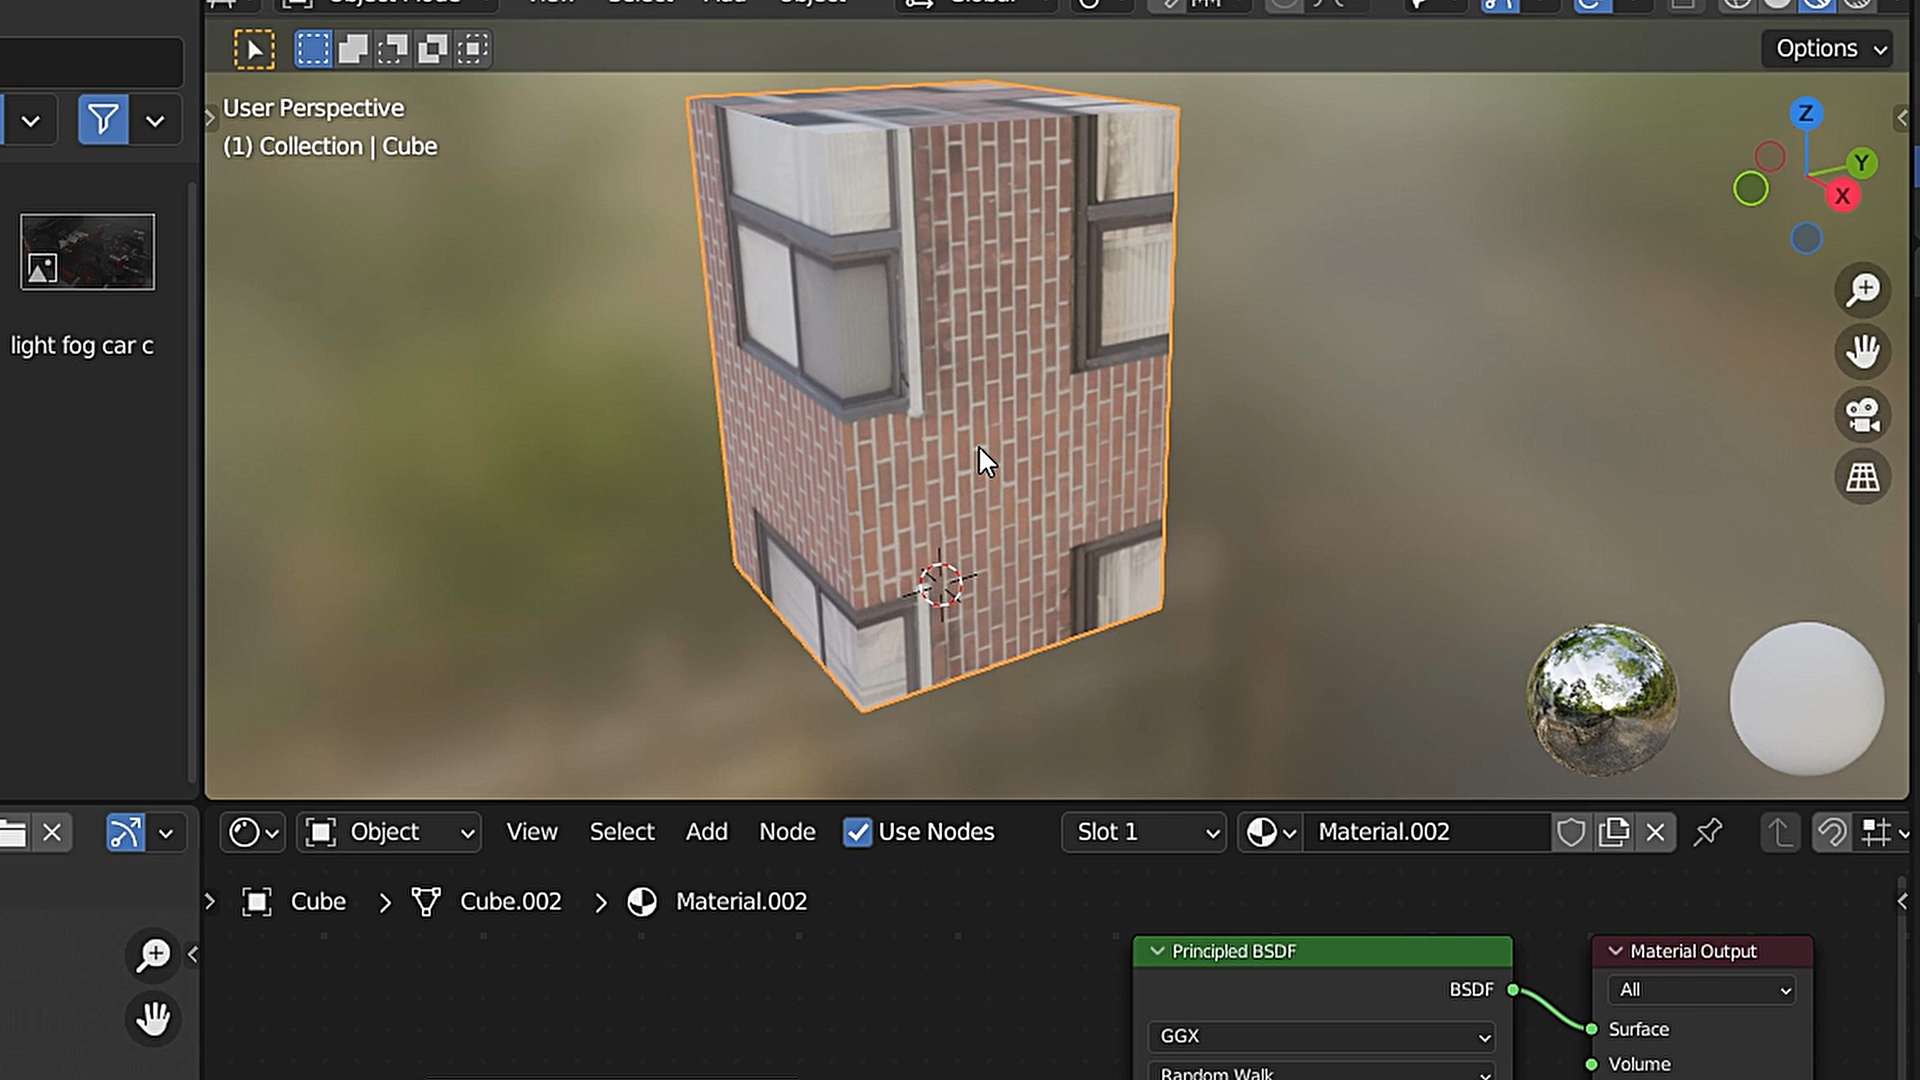 Object Mode
View
Select
Add
Object
Global
Options
User Perspective
(1) Collection | Cube
Z
Y
X
light fog car c
Object
View
Select
Add
Node
Use Nodes
Slot 1
Material.002
Cube
Cube.002
Material.002
Principled BSDF
BSDF
GGX
Random Walk
Material Output
All
Surface
Volume